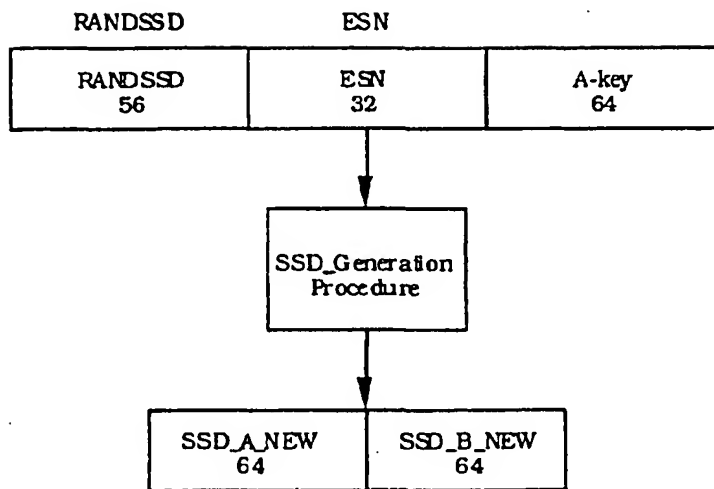 RANDSSD ESN
RANDSSD ESN A-key
56 32 64
SSD_Generation
Procedure
SSD_A_NEW SSD_B_NEW
64 64